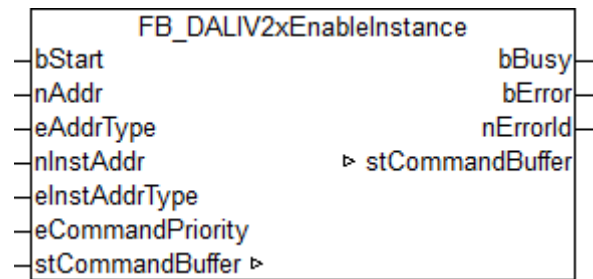 FB_DALIV2xEnableInstance
bStart bBusy
nAddr bError
eAddrType nErrorId
nInstAddr stCommandBuffer
eInstAddrType
eCommandPriority
stCommandBuffer